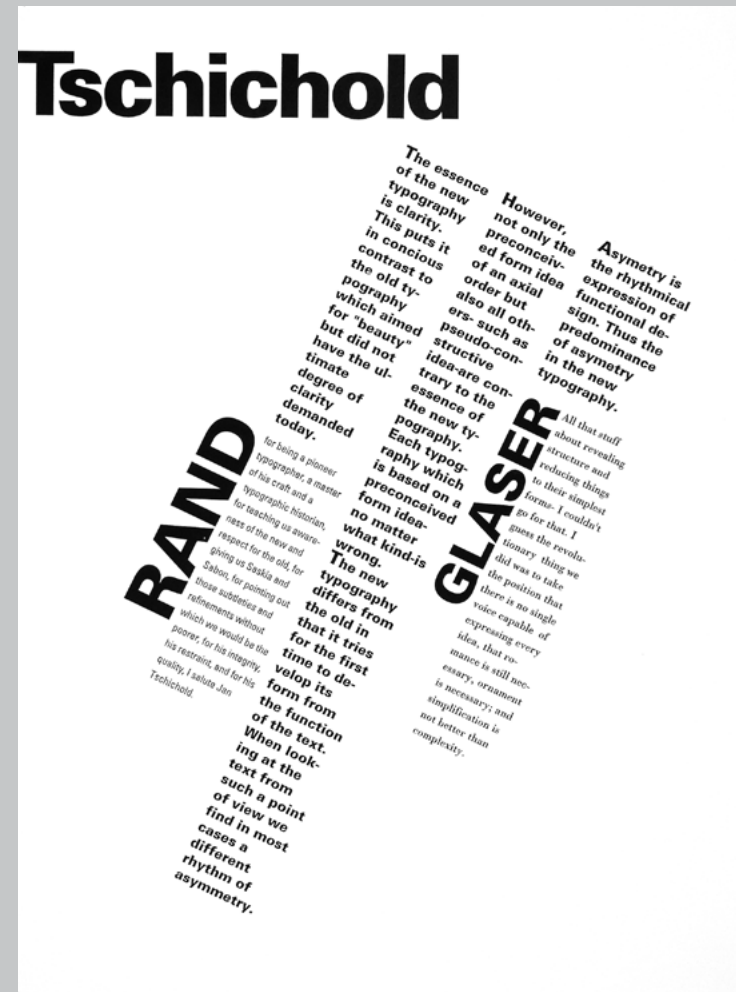 Tschichold
The essence
of the new
typography
is clarity.
This puts it
in concious
contrast to
the old ty-
pography
which aimed
for "beauty"
but did not
have the ul-
timate
degree of
clarity
demanded
today.
However,
not only the
preconceiv-
ed form idea
of an axial
order but
also all oth-
ers- such as
pseudo-con-
structive
idea-are con-
trary to the
essence of
the new ty-
pography.
Each typog-
raphy which
is based on a
preconceived
form idea-
no matter
what kind-is
wrong.
The new
typography
differs from
the old in
that it tries
for the first
time to de-
velop its
form from
the function
of the text.
When look-
ing at the
text from
such a point
of view we
find in most
cases a
different
rhythm of
asymmetry.
Asymetry is
the rhythmical
expression of
functional de-
sign. Thus the
predominance
of asymetry
in the new
typography.
RAND
for being a pioneer
typographer, a master
of his craft and a
typographic historian,
for teaching us aware-
ness of the new and
respect for the old, for
giving us Saskia and
Sabon, for pointing out
those subtleties and
refinements without
which we would be the
poorer, for his integrity,
his restraint, and for his
quality, I salute Jan
Tschichold.
GLASER
All that stuff
about revealing
structure and
reducing things
to their simplest
forms- I couldn't
go for that. I
guess the revolu-
tionary thing we
did was to take
the position that
there is no single
voice capable of
expressing every
idea, that ro-
mance is still nec-
essary, ornament
is necessary; and
simplification is
not better than
complexity.